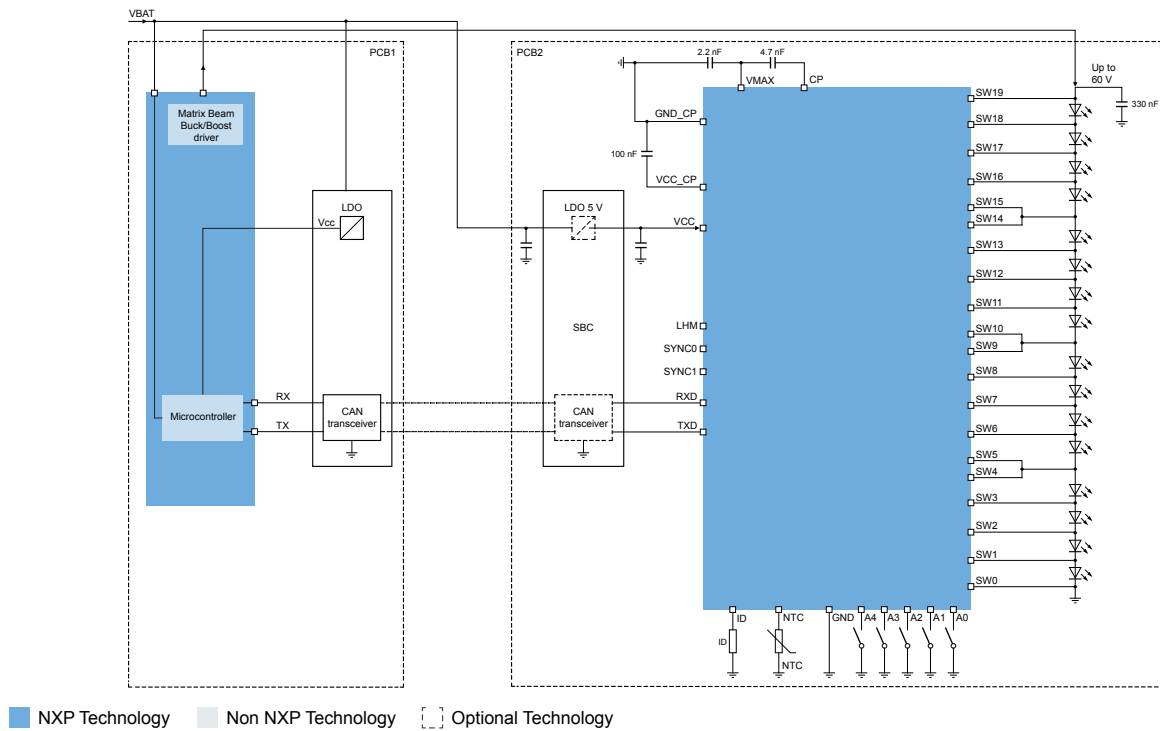 VBAT
PCB1
PCB2
Matrix Beam
Buck/Boost
driver
LDO
Vcc
Microcontroller
RX
TX
CAN
transceiver
LDO 5 V
SBC
CAN
transceiver
2.2 nF
4.7 nF
VMAX
CP
GND_CP
100 nF
VCC_CP
VCC
LHM
SYNC0
SYNC1
RXD
TXD
Up to
60 V
330 nF
SW19
SW18
SW17
SW16
SW15
SW14
SW13
SW12
SW11
SW10
SW9
SW8
SW7
SW6
SW5
SW4
SW3
SW2
SW1
SW0
ID
NTC
GND
A4
A3
A2
A1
A0
ID
NTC
NXP Technology
Non NXP Technology
Optional Technology